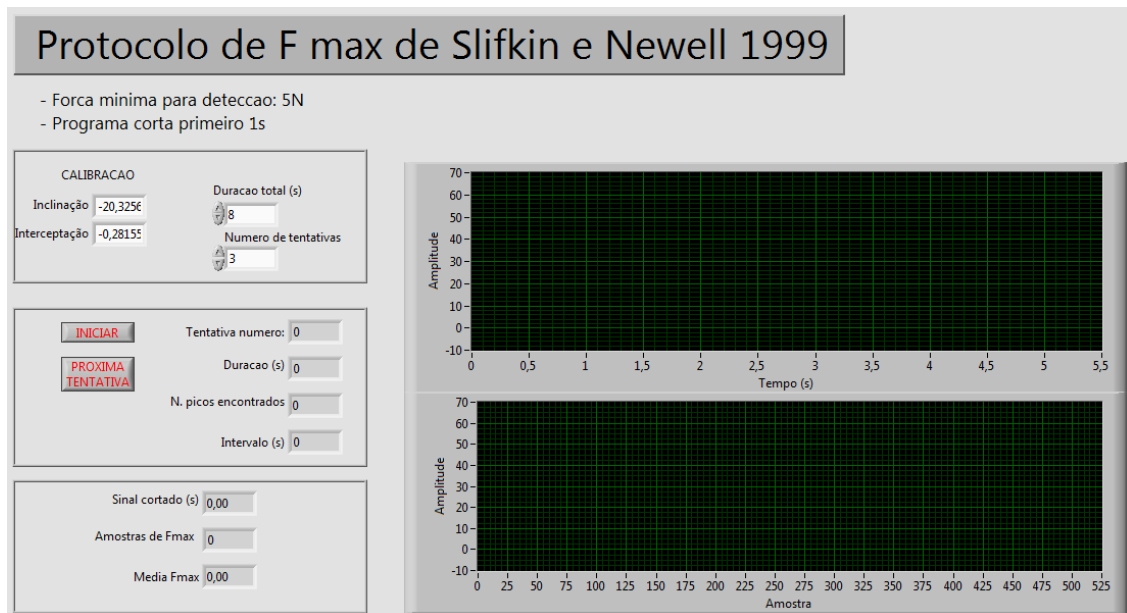 Protocolo de F max de Slifkin e Newell 1999
- Forca minima para deteccao: 5N
- Programa corta primeiro 1s
CALIBRACAO
Inclinação -20,3256
Interceptação -0,28155
Duracao total (s)
8
Numero de tentativas
3
INICIAR
PROXIMA
TENTATIVA
Tentativa numero: 0
Duracao (s) 0
N. picos encontrados 0
Intervalo (s) 0
Sinal cortado (s) 0,00
Amostras de Fmax 0
Media Fmax 0,00
Amplitude
70
60
50
40
30
20
10
0
-10
0 0,5 1 1,5 2 2,5 3 3,5 4 4,5 5 5,5
Tempo (s)
Amplitude
70
60
50
40
30
20
10
0
-10
0 25 50 75 100 125 150 175 200 225 250 275 300 325 350 375 400 425 450 475 500 525
Amostra